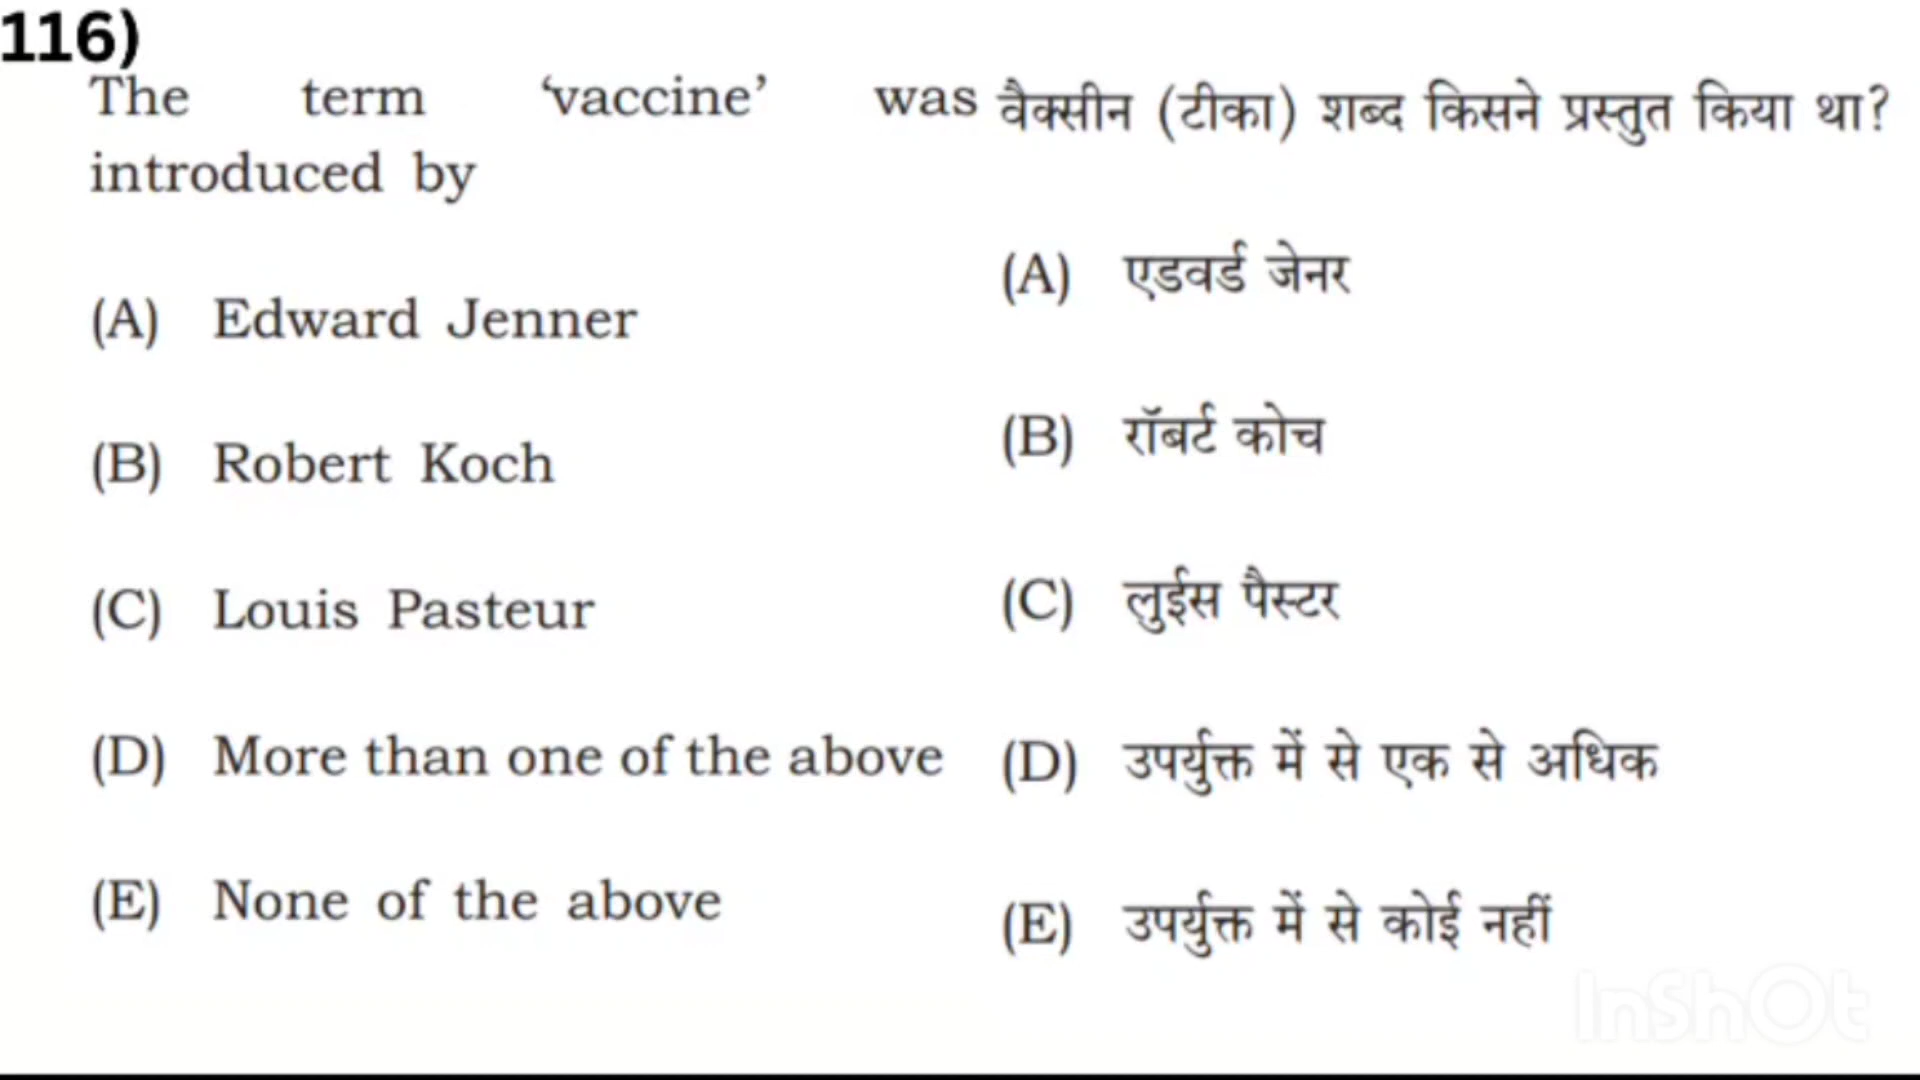 116)
The term ‘vaccine’ was
introduced by
(A) Edward Jenner
(B) Robert Koch
(C) Louis Pasteur
(D) More than one of the above
(E) None of the above
वैक्सीन (टीका) शब्द किसने प्रस्तुत किया था?
(A) एडवर्ड जेनर
(B) रॉबर्ट कोच
(C) लुईस पैस्टर
(D) उपर्युक्त में से एक से अधिक
(E) उपर्युक्त में से कोई नहीं
InShOt